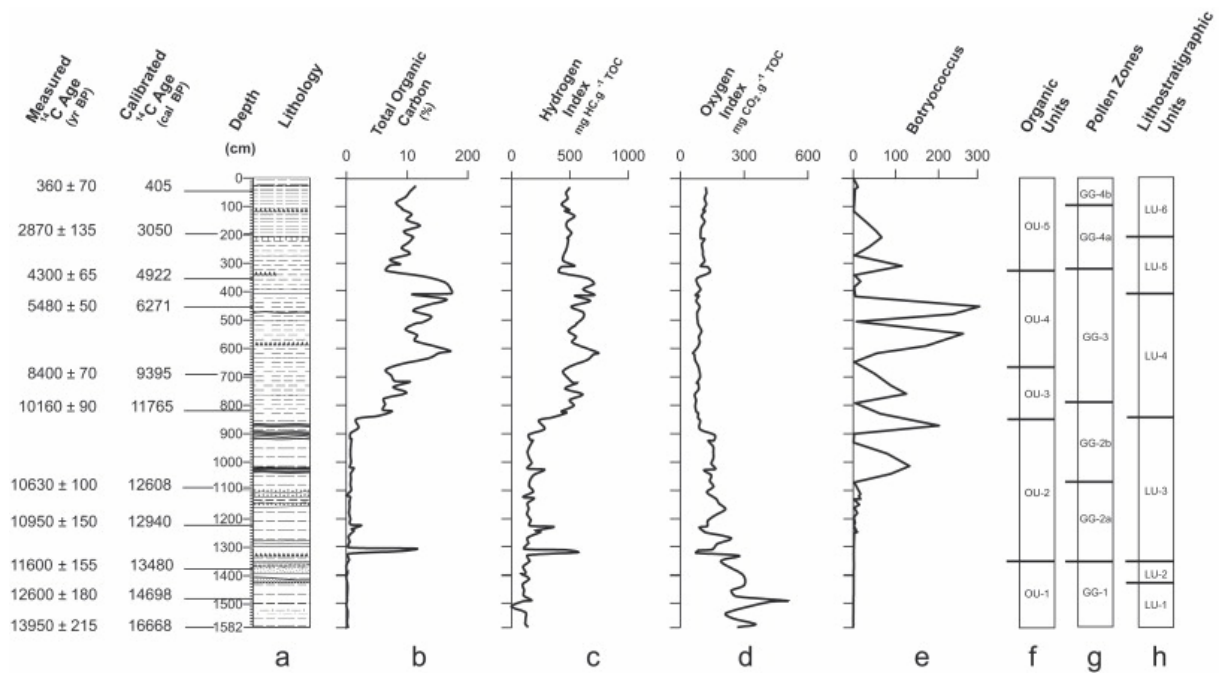 Measured
¹⁴C Age
(yr BP)
Calibrated
¹⁴C Age
(cal BP)
Depth
(cm)
Lithology
Total Organic
Carbon
(%)
Hydrogen
Index
mg HC.g⁻¹ TOC
Oxygen
Index
mg CO₂.g⁻¹ TOC
Botryococcus
Organic
Units
Pollen Zones
Lithostratigraphic
Units
0 10 200
0 500 1000
0 300 600
0 100 200 300
360 ± 70 405
2870 ± 135 3050
4300 ± 65 4922
5480 ± 50 6271
8400 ± 70 9395
10160 ± 90 11765
10630 ± 100 12608
10950 ± 150 12940
11600 ± 155 13480
12600 ± 180 14698
13950 ± 215 16668
0
100
200
300
400
500
600
700
800
900
1000
1100
1200
1300
1400
1500
1582
OU-5
OU-4
OU-3
OU-2
OU-1
GG-4b
GG-4a
GG-3
GG-2b
GG-2a
GG-1
LU-6
LU-5
LU-4
LU-3
LU-2
LU-1
a b c d e f g h